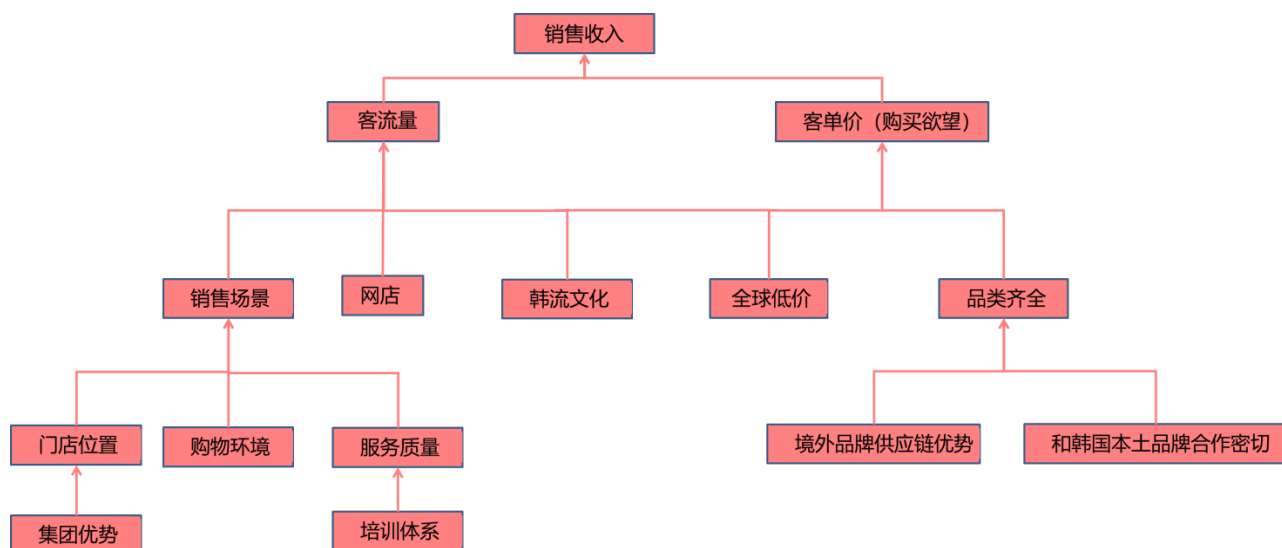 销售收入
客流量
客单价（购买欲望）
销售场景
网店
韩流文化
全球低价
品类齐全
门店位置
购物环境
服务质量
境外品牌供应链优势
和韩国本土品牌合作密切
集团优势
培训体系